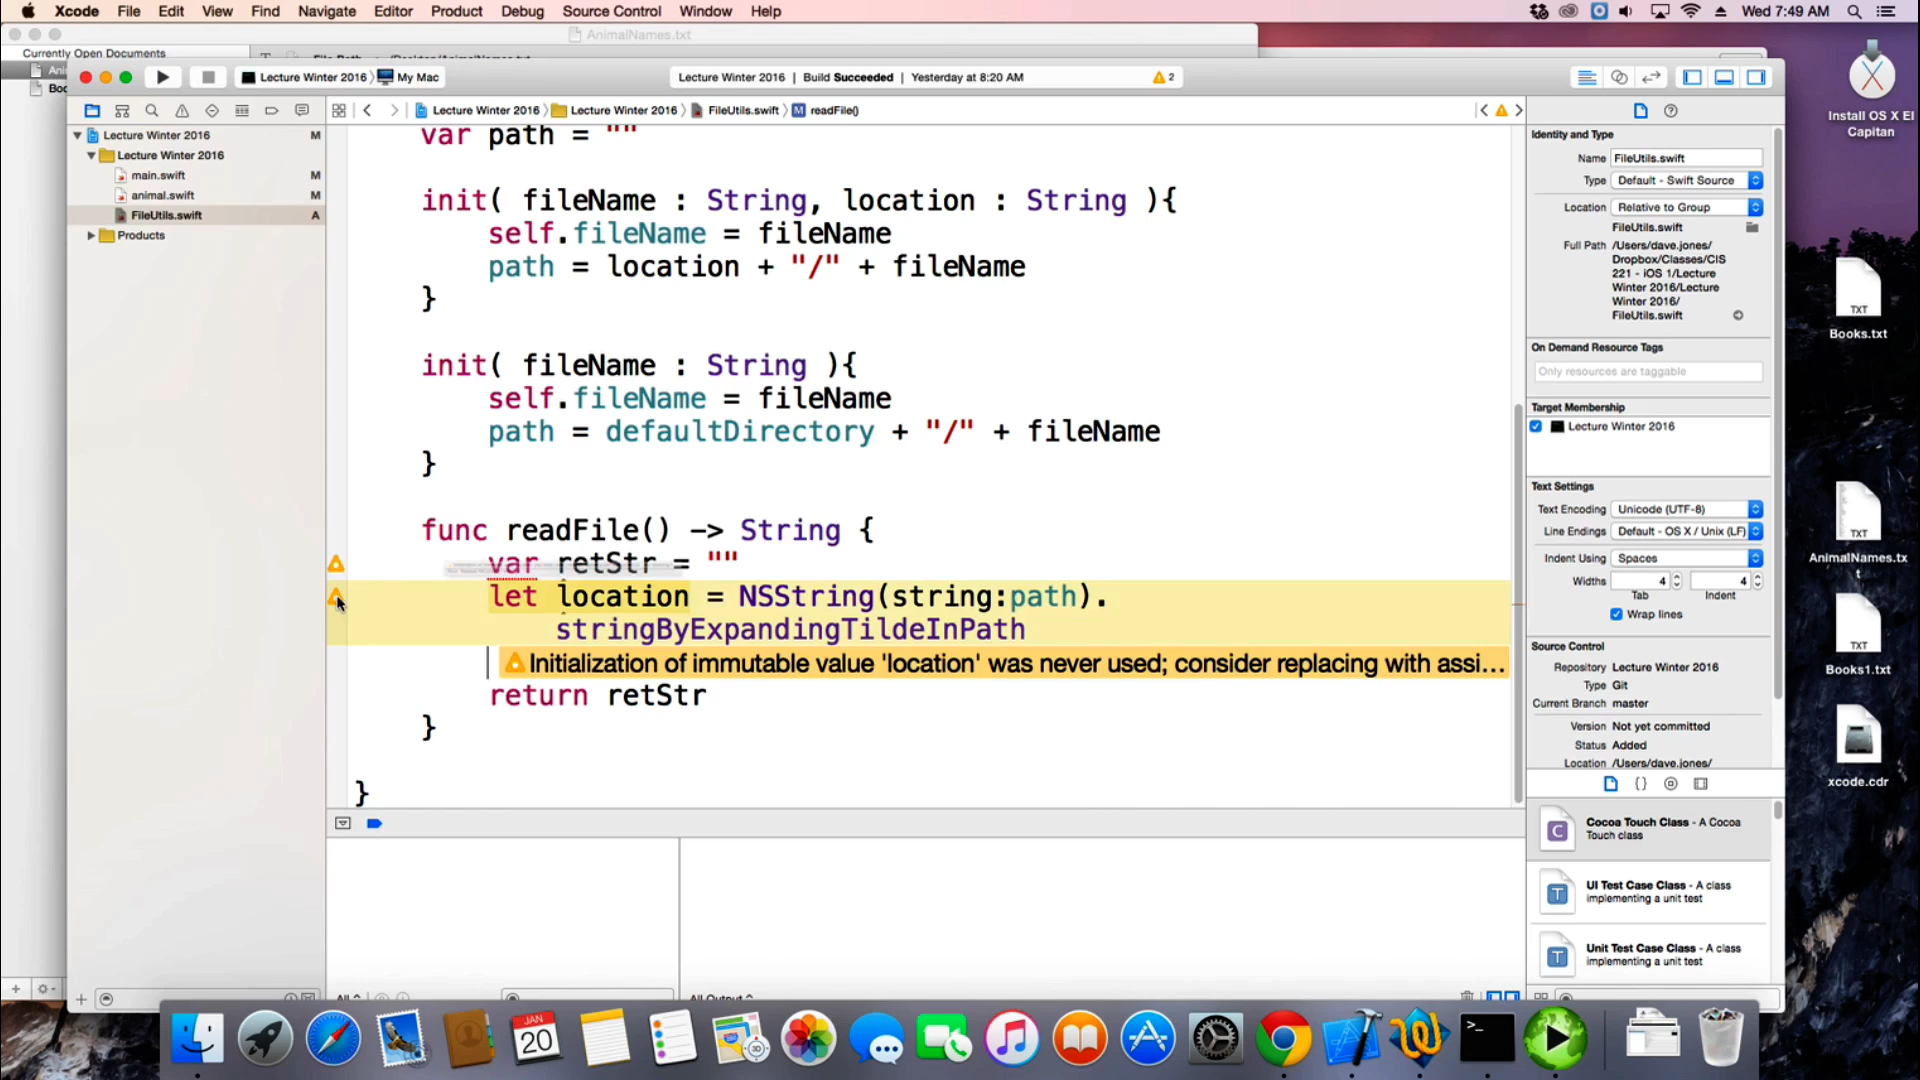 Xcode File Edit View Find Navigate Editor Product Debug Source Control Window Help Wed 7:49 AM
AnimalNames.txt
Currently Open Documents
Lecture Winter 2016 My Mac
Lecture Winter 2016 | Build Succeeded | Yesterday at 8:20 AM 2
Lecture Winter 2016 Lecture Winter 2016 FileUtils.swift M readFile()
Lecture Winter 2016 M
Lecture Winter 2016
main.swift M
animal.swift M
FileUtils.swift A
Products
var path = ""
init( fileName : String, location : String ){
self.fileName = fileName
path = location + "/" + fileName
}
init( fileName : String ){
self.fileName = fileName
path = defaultDirectory + "/" + fileName
}
func readFile() -> String {
var retStr = ""
let location = NSString(string:path).
stringByExpandingTildeInPath
Initialization of immutable value 'location' was never used; consider replacing with assi...
return retStr
}
}
Identity and Type
Name FileUtils.swift
Type Default - Swift Source
Location Relative to Group
FileUtils.swift
Full Path /Users/dave.jones/
Dropbox/Classes/CIS
221 - iOS 1/Lecture
Winter 2016/Lecture
Winter 2016/
FileUtils.swift
On Demand Resource Tags
Only resources are taggable
Target Membership
Lecture Winter 2016
Text Settings
Text Encoding Unicode (UTF-8)
Line Endings Default - OS X / Unix (LF)
Indent Using Spaces
Widths 4 4
Tab Indent
Wrap lines
Source Control
Repository Lecture Winter 2016
Type Git
Current Branch master
Version Not yet committed
Status Added
Location /Users/dave.jones/
C
Cocoa Touch Class - A Cocoa
Touch class
T
UI Test Case Class - A class
implementing a unit test
T
Unit Test Case Class - A class
implementing a unit test
Install OS X El
Capitan
TXT
Books.txt
TXT
AnimalNames.tx
t
TXT
Books1.txt
xcode.cdr
JAN
20